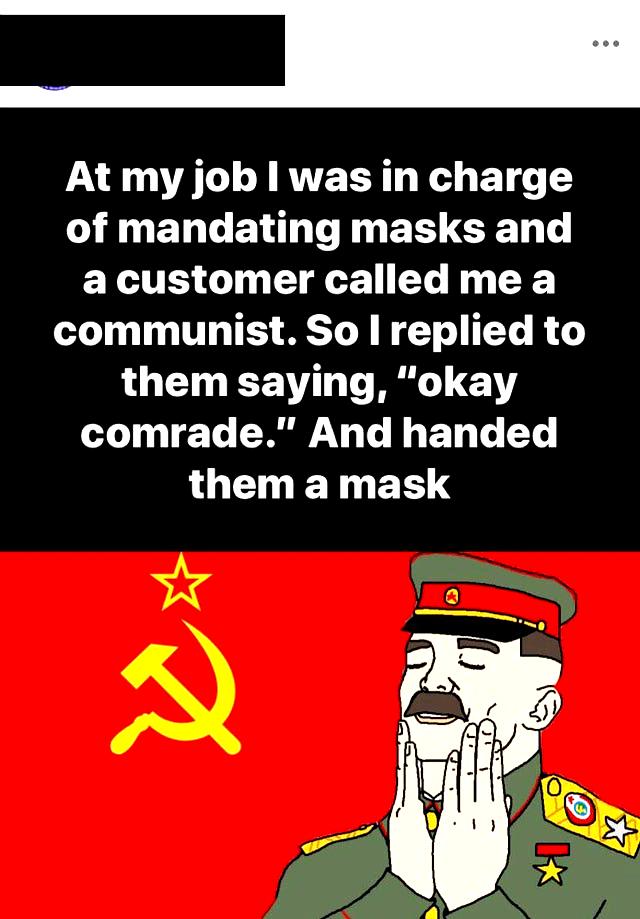 At my job I was in charge
of mandating masks and
a customer called me a
communist. So I replied to
them saying, “okay
comrade.” And handed
them a mask